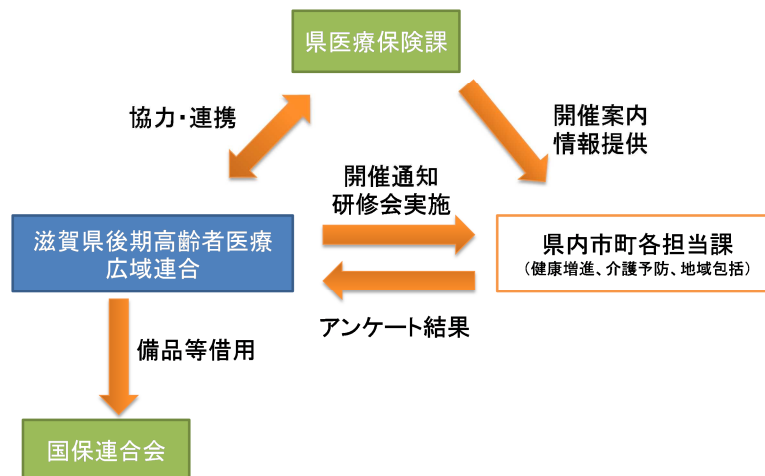 県医療保険課
協力・連携
開催案内
情報提供
開催通知
研修会実施
滋賀県後期高齢者医療
広域連合
県内市町各担当課
（健康増進、介護予防、地域包括）
アンケート結果
備品等借用
国保連合会